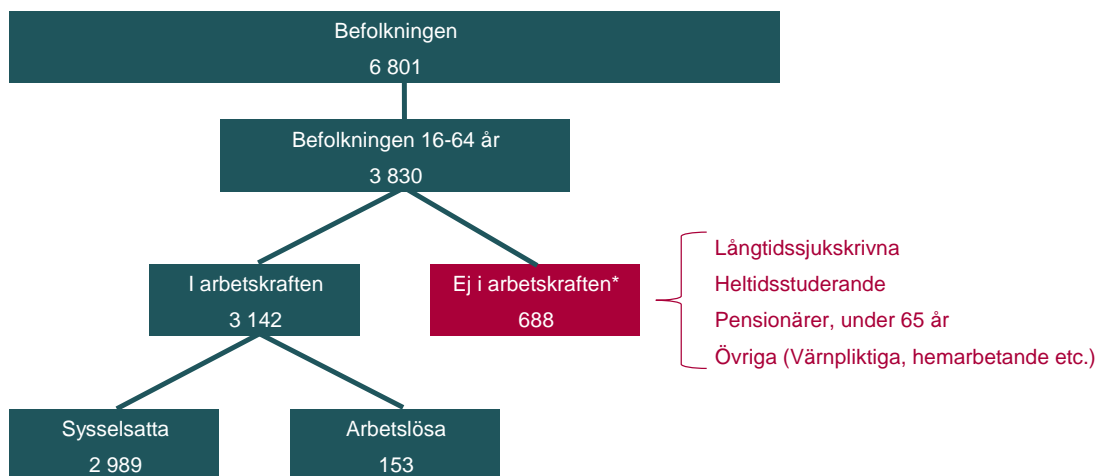 Befolkningen
6 801
Befolkningen 16-64 år
3 830
I arbetskraften
3 142
Ej i arbetskraften*
688
Långtidssjukskrivna
Heltidsstuderande
Pensionärer, under 65 år
Övriga (Värnpliktiga, hemarbetande etc.)
Sysselsatta
2 989
Arbetslösa
153